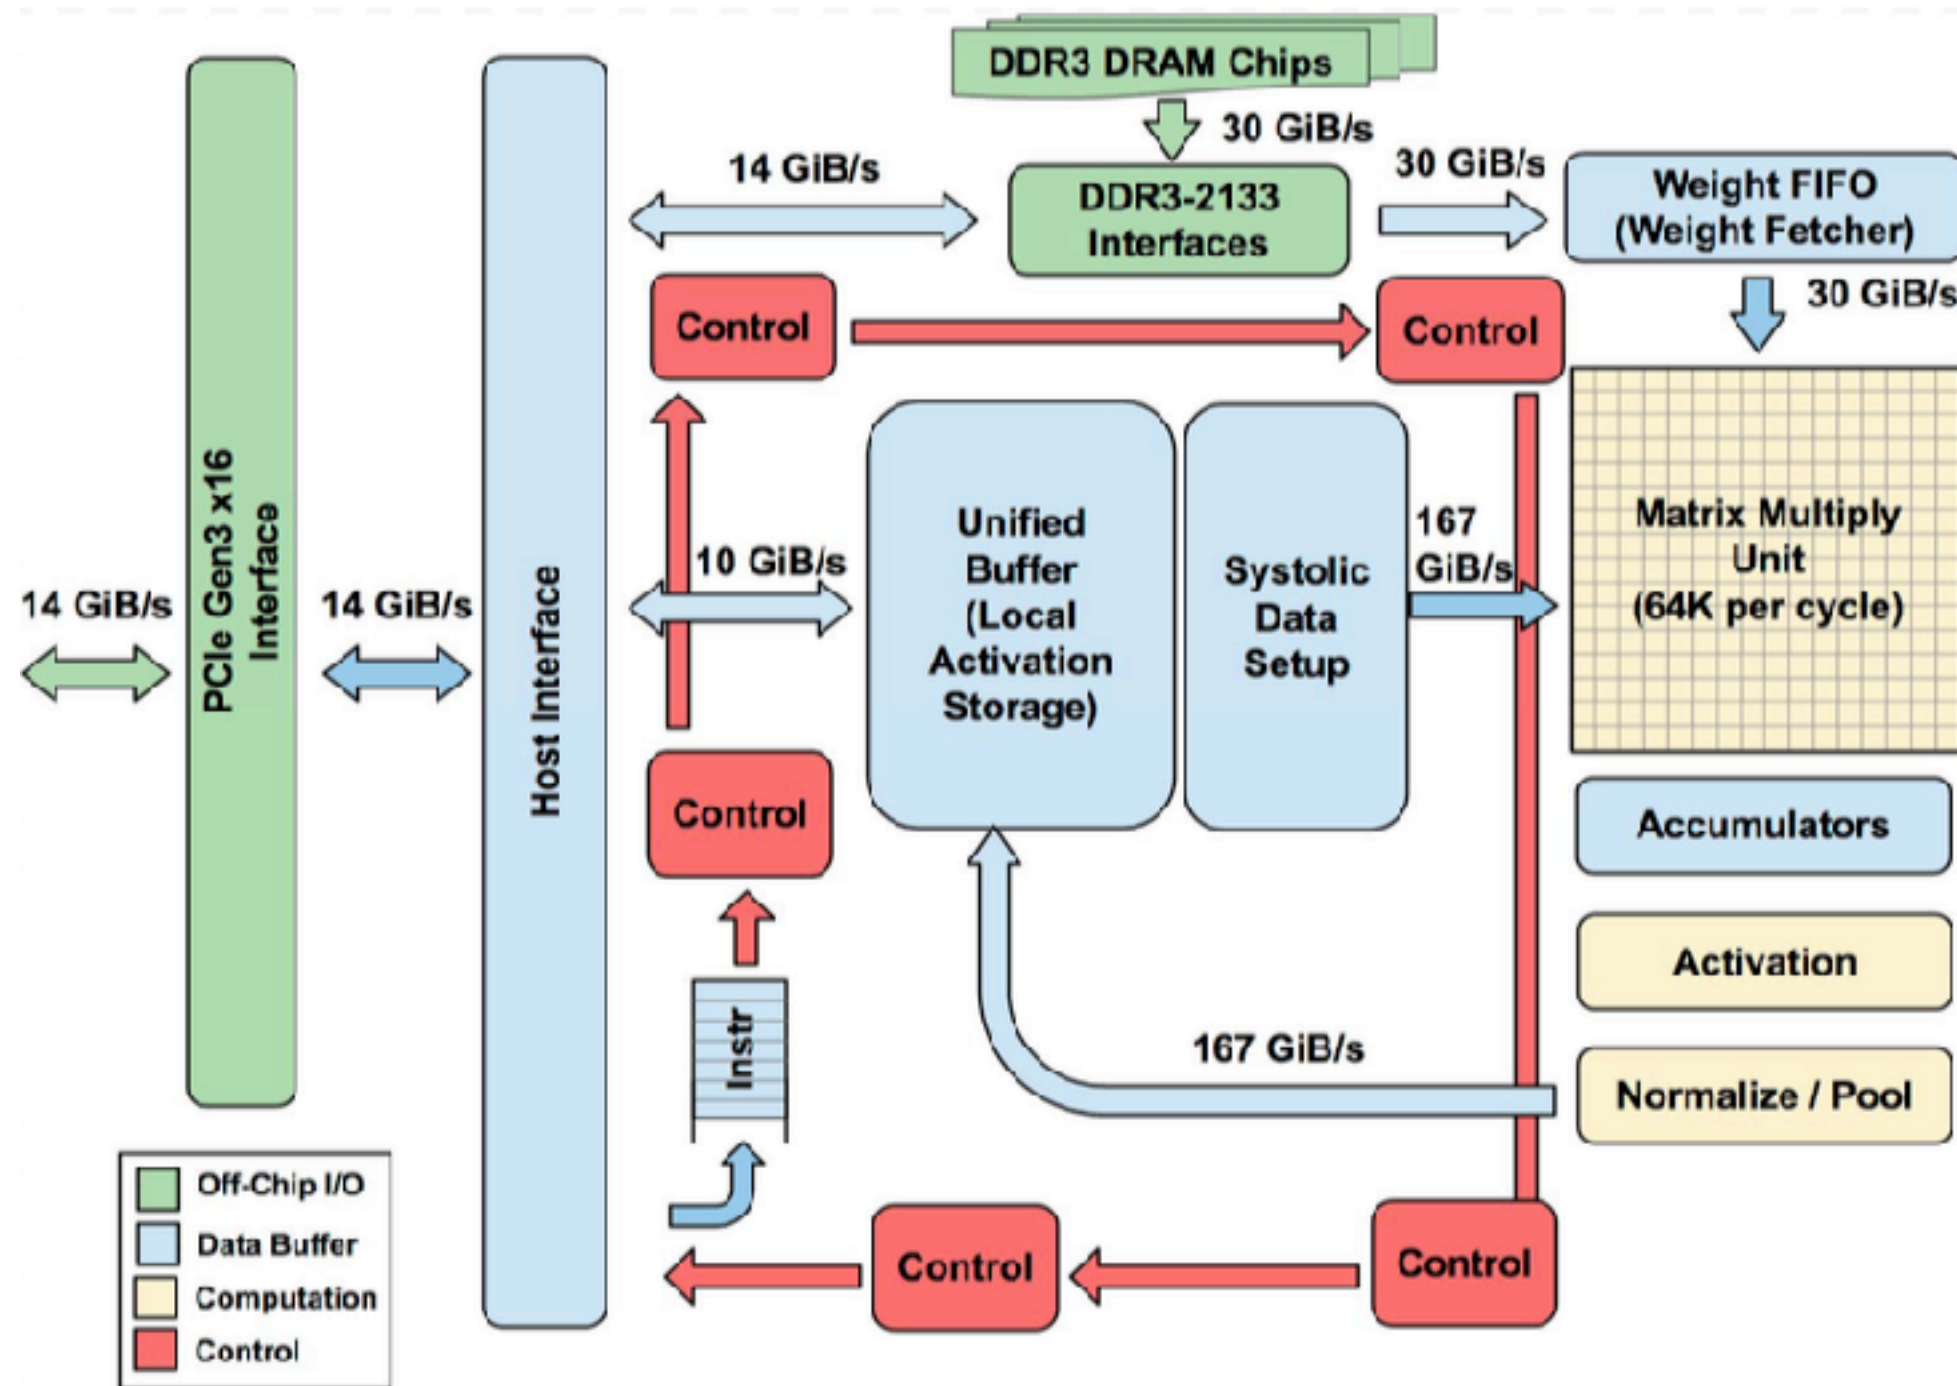 DDR3 DRAM Chips
30 GiB/s
14 GiB/s
DDR3-2133
Interfaces
30 GiB/s
Weight FIFO
(Weight Fetcher)
30 GiB/s
Control
Control
PCIe Gen3 x16
Interface
14 GiB/s
14 GiB/s
Host Interface
10 GiB/s
Unified
Buffer
(Local
Activation
Storage)
Systolic
Data
Setup
167
GiB/s
Matrix Multiply
Unit
(64K per cycle)
Control
Accumulators
Activation
Instr
167 GiB/s
Normalize / Pool
Control
Control
Off-Chip I/O
Data Buffer
Computation
Control